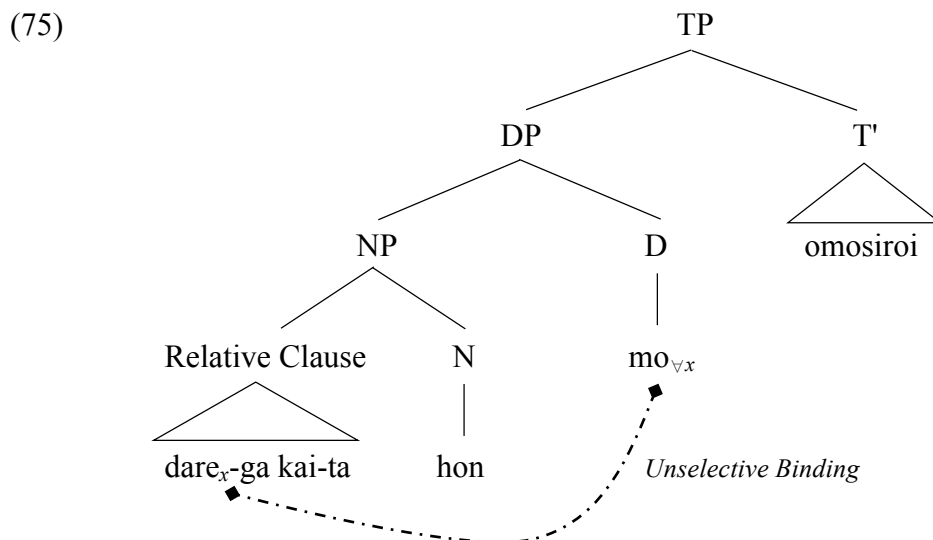 (75) TP
DP T'
NP D omosiroi
Relative Clause N mo∀x
darex-ga kai-ta hon Unselective Binding